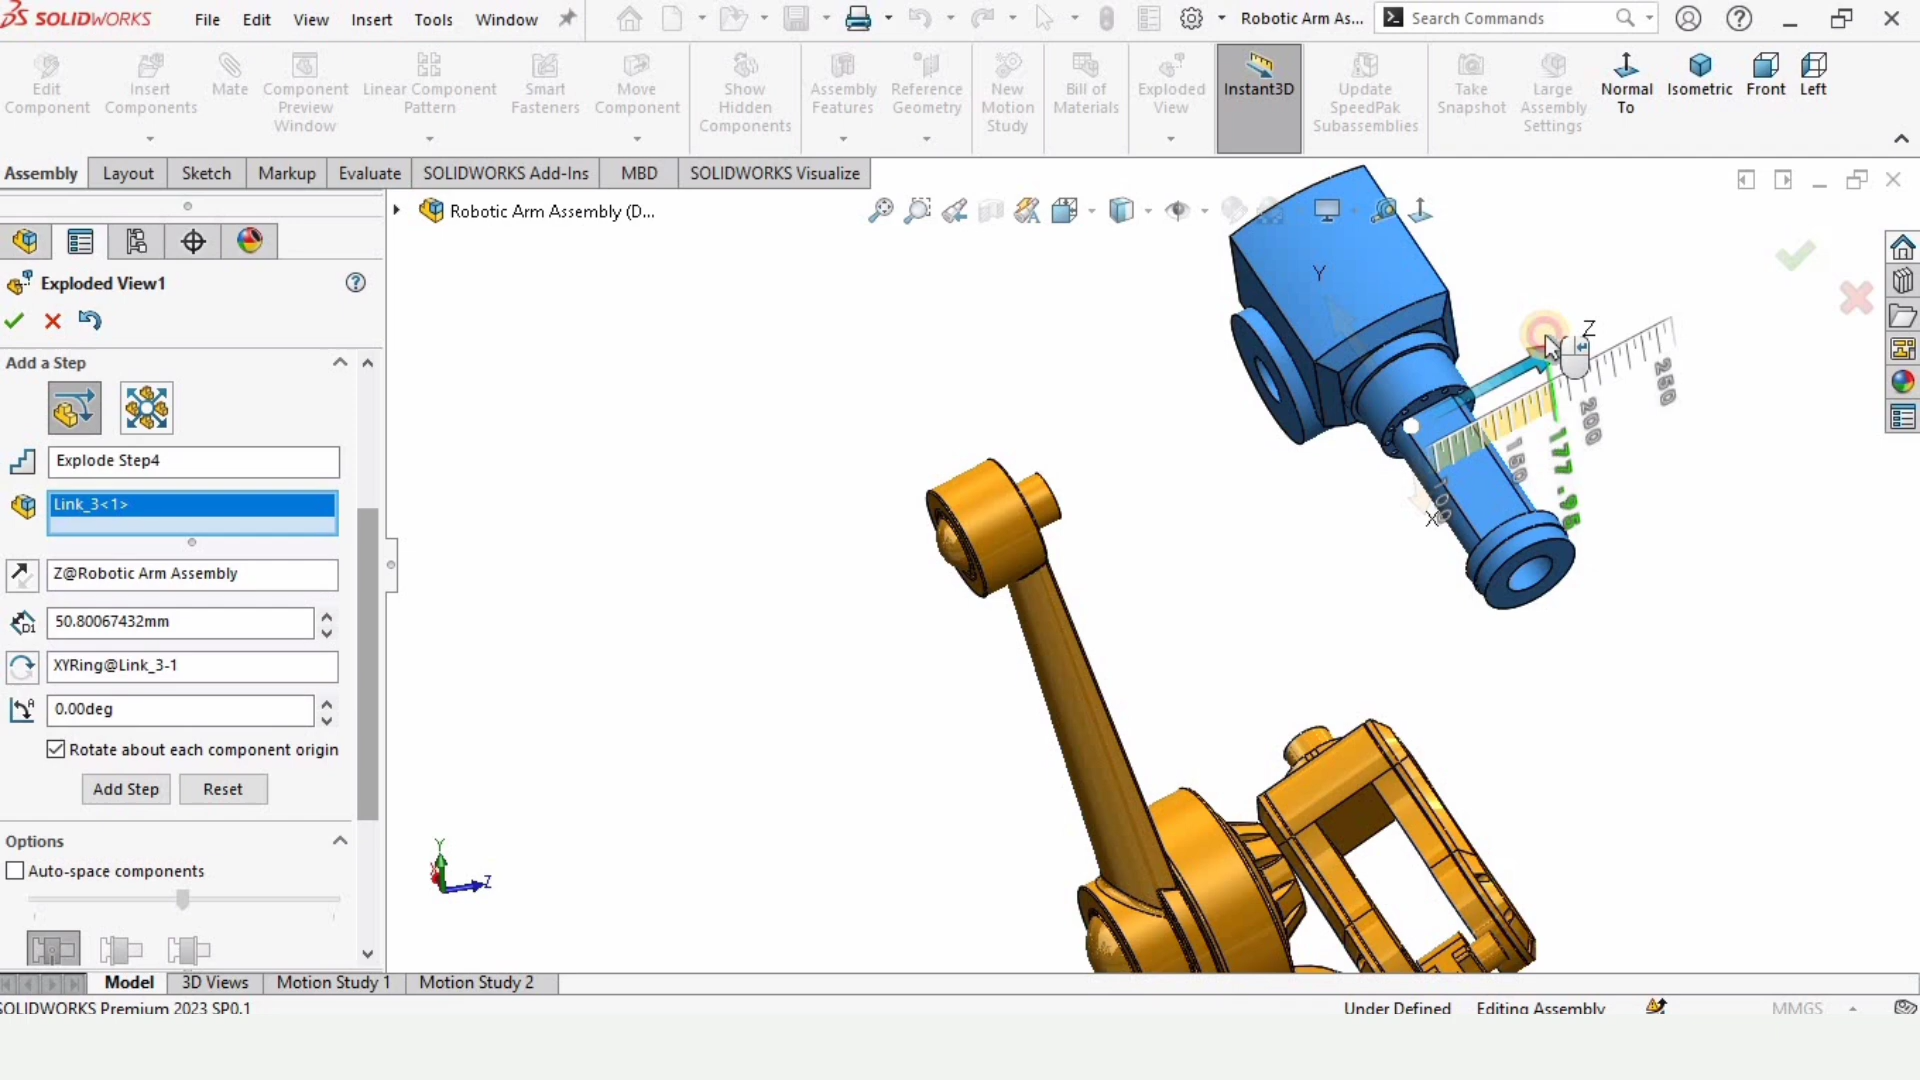 SOLIDWORKS File Edit View Insert Tools Window Robotic Arm As... Search Commands
Edit Component
Insert Components
Mate
Component Preview Window
Linear Component Pattern
Smart Fasteners
Move Component
Show Hidden Components
Assembly Features
Reference Geometry
New Motion Study
Bill of Materials
Exploded View
Instant3D
Update SpeedPak Subassemblies
Take Snapshot
Large Assembly Settings
Normal To
Isometric
Front
Left
Assembly Layout Sketch Markup Evaluate SOLIDWORKS Add-Ins MBD SOLIDWORKS Visualize
Robotic Arm Assembly (D...
Exploded View1
Add a Step
Explode Step4
Link_3<1>
Z@Robotic Arm Assembly
D1
50.80067432mm
XYRing@Link_3-1
A
0.00deg
Rotate about each component origin
Add Step Reset
Options
Auto-space components
Y
Z
X
100
150
177.95
200
250
Y
X
Z
Model 3D Views Motion Study 1 Motion Study 2
SOLIDWORKS Premium 2023 SP0.1 Under Defined Editing Assembly MMGS